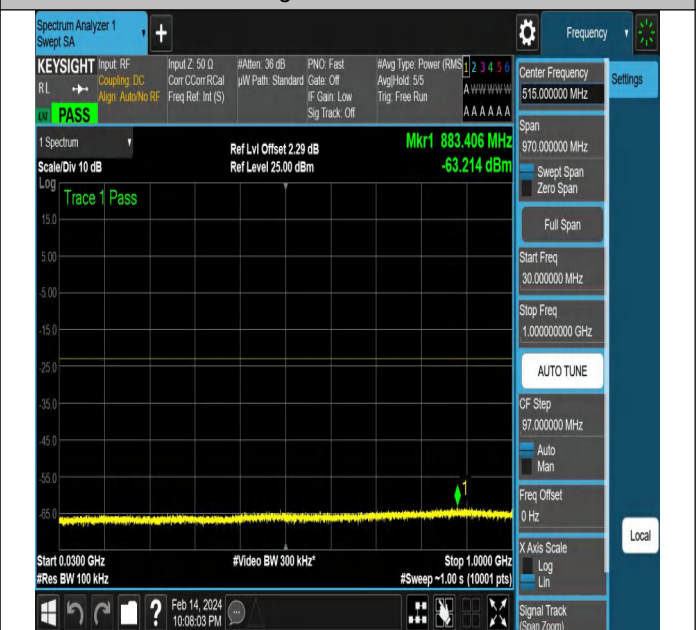 Spectrum Analyzer 1
Swept SA
Frequency
KEYSIGHT
RL
Align: Auto/No RF
LXI PASS
Input: RF
Coupling: DC
Input Z: 50 Ω
Corr CCorr RCal
Freq Ref: Int (S)
#Atten: 36 dB
µW Path: Standard
PNO: Fast
Gate: Off
IF Gain: Low
Sig Track: Off
#Avg Type: Power (RMS
Avg|Hold: 5/5
Trig: Free Run
1 2 3 4 5 6
A W W W W W
A A A A A A
1 Spectrum
Scale/Div 10 dB
Ref Lvl Offset 2.29 dB
Ref Level 25.00 dBm
Mkr1 883.406 MHz
-63.214 dBm
Log
Trace 1 Pass
15.0
5.00
-5.00
-15.0
-25.0
-35.0
-45.0
-55.0
-65.0
1
Start 0.0300 GHz
#Res BW 100 kHz
#Video BW 300 kHz*
Stop 1.0000 GHz
#Sweep ~1.00 s (10001 pts)
Feb 14, 2024
10:08:03 PM
Center Frequency
515.000000 MHz
Settings
Span
970.000000 MHz
Swept Span
Zero Span
Full Span
Start Freq
30.000000 MHz
Stop Freq
1.000000000 GHz
AUTO TUNE
CF Step
97.000000 MHz
Auto
Man
Freq Offset
0 Hz
Local
X Axis Scale
Log
Lin
Signal Track
(Span Zoom)